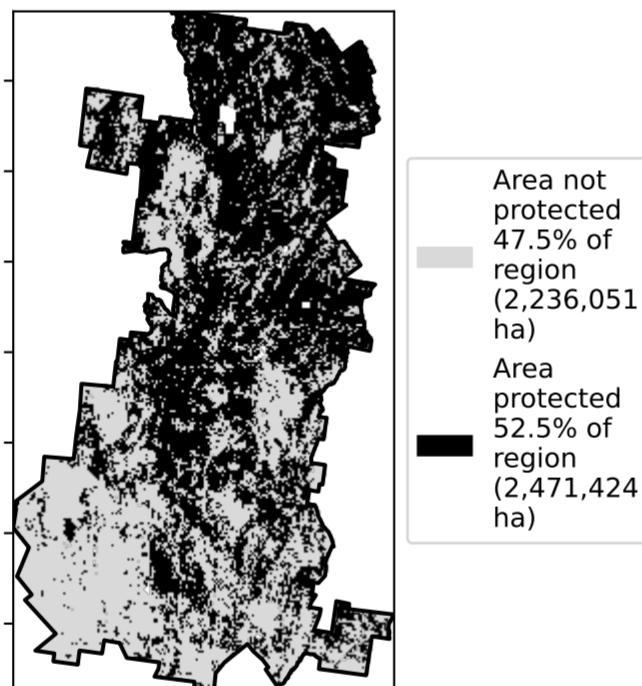 Area not
protected
47.5% of
region
(2,236,051
ha)
Area
protected
52.5% of
region
(2,471,424
ha)